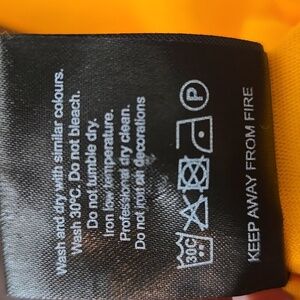 Wash and dry with similar colours.
Wash 30°C. Do not bleach.
Do not tumble dry.
Iron low temperature.
Professional dry clean.
Do not iron on decorations
30C
P
KEEP AWAY FROM FIRE